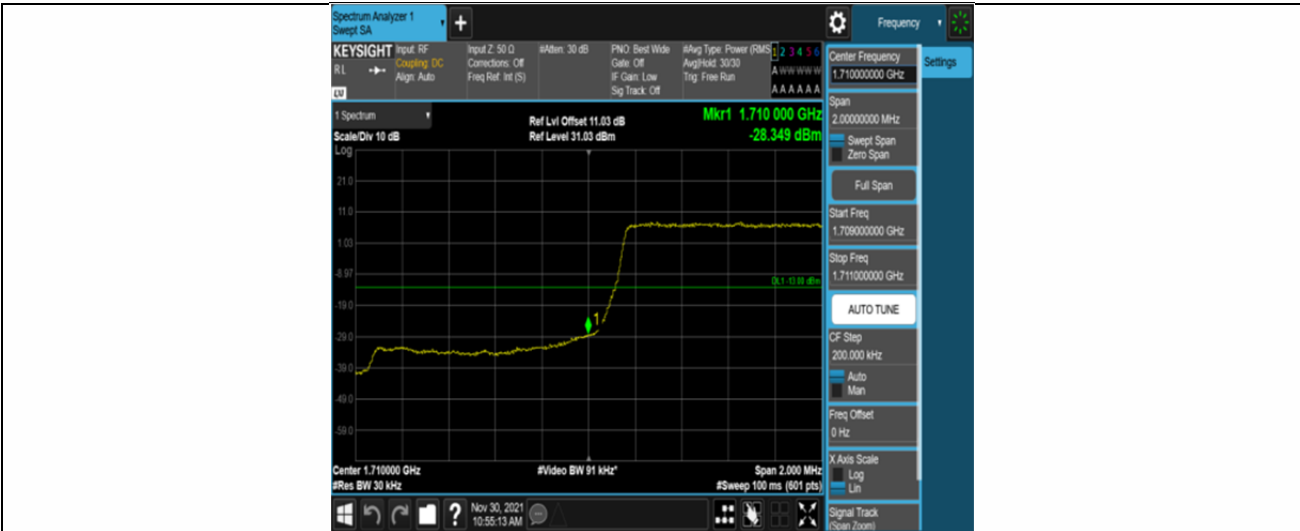 Spectrum Analyzer 1
Swept SA
+
Frequency
KEYSIGHT
RL
LXI
Input: RF
Coupling: DC
Align: Auto
Input Z: 50 Ω
Corrections: Off
Freq Ref: Int (S)
#Atten: 30 dB
PNO: Best Wide
Gate: Off
IF Gain: Low
Sig Track: Off
#Avg Type: Power (RMS
Avg|Hold: 30/30
Trig: Free Run
1 2 3 4 5 6
A W W W W W
A A A A A A
1 Spectrum
Scale/Div 10 dB
Log
Ref Lvl Offset 11.03 dB
Ref Level 31.03 dBm
Mkr1 1.710 000 GHz
-28.349 dBm
21.0
11.0
1.03
-8.97
-19.0
-29.0
-39.0
-49.0
-59.0
DL1 -13.00 dBm
1
Center 1.710000 GHz
#Res BW 30 kHz
#Video BW 91 kHz*
Span 2.000 MHz
#Sweep 100 ms (601 pts)
Center Frequency
1.710000000 GHz
Settings
Span
2.00000000 MHz
Swept Span
Zero Span
Full Span
Start Freq
1.709000000 GHz
Stop Freq
1.711000000 GHz
AUTO TUNE
CF Step
200.000 kHz
Auto
Man
Freq Offset
0 Hz
X Axis Scale
Log
Lin
Signal Track
(Span Zoom)
?
Nov 30, 2021
10:55:13 AM